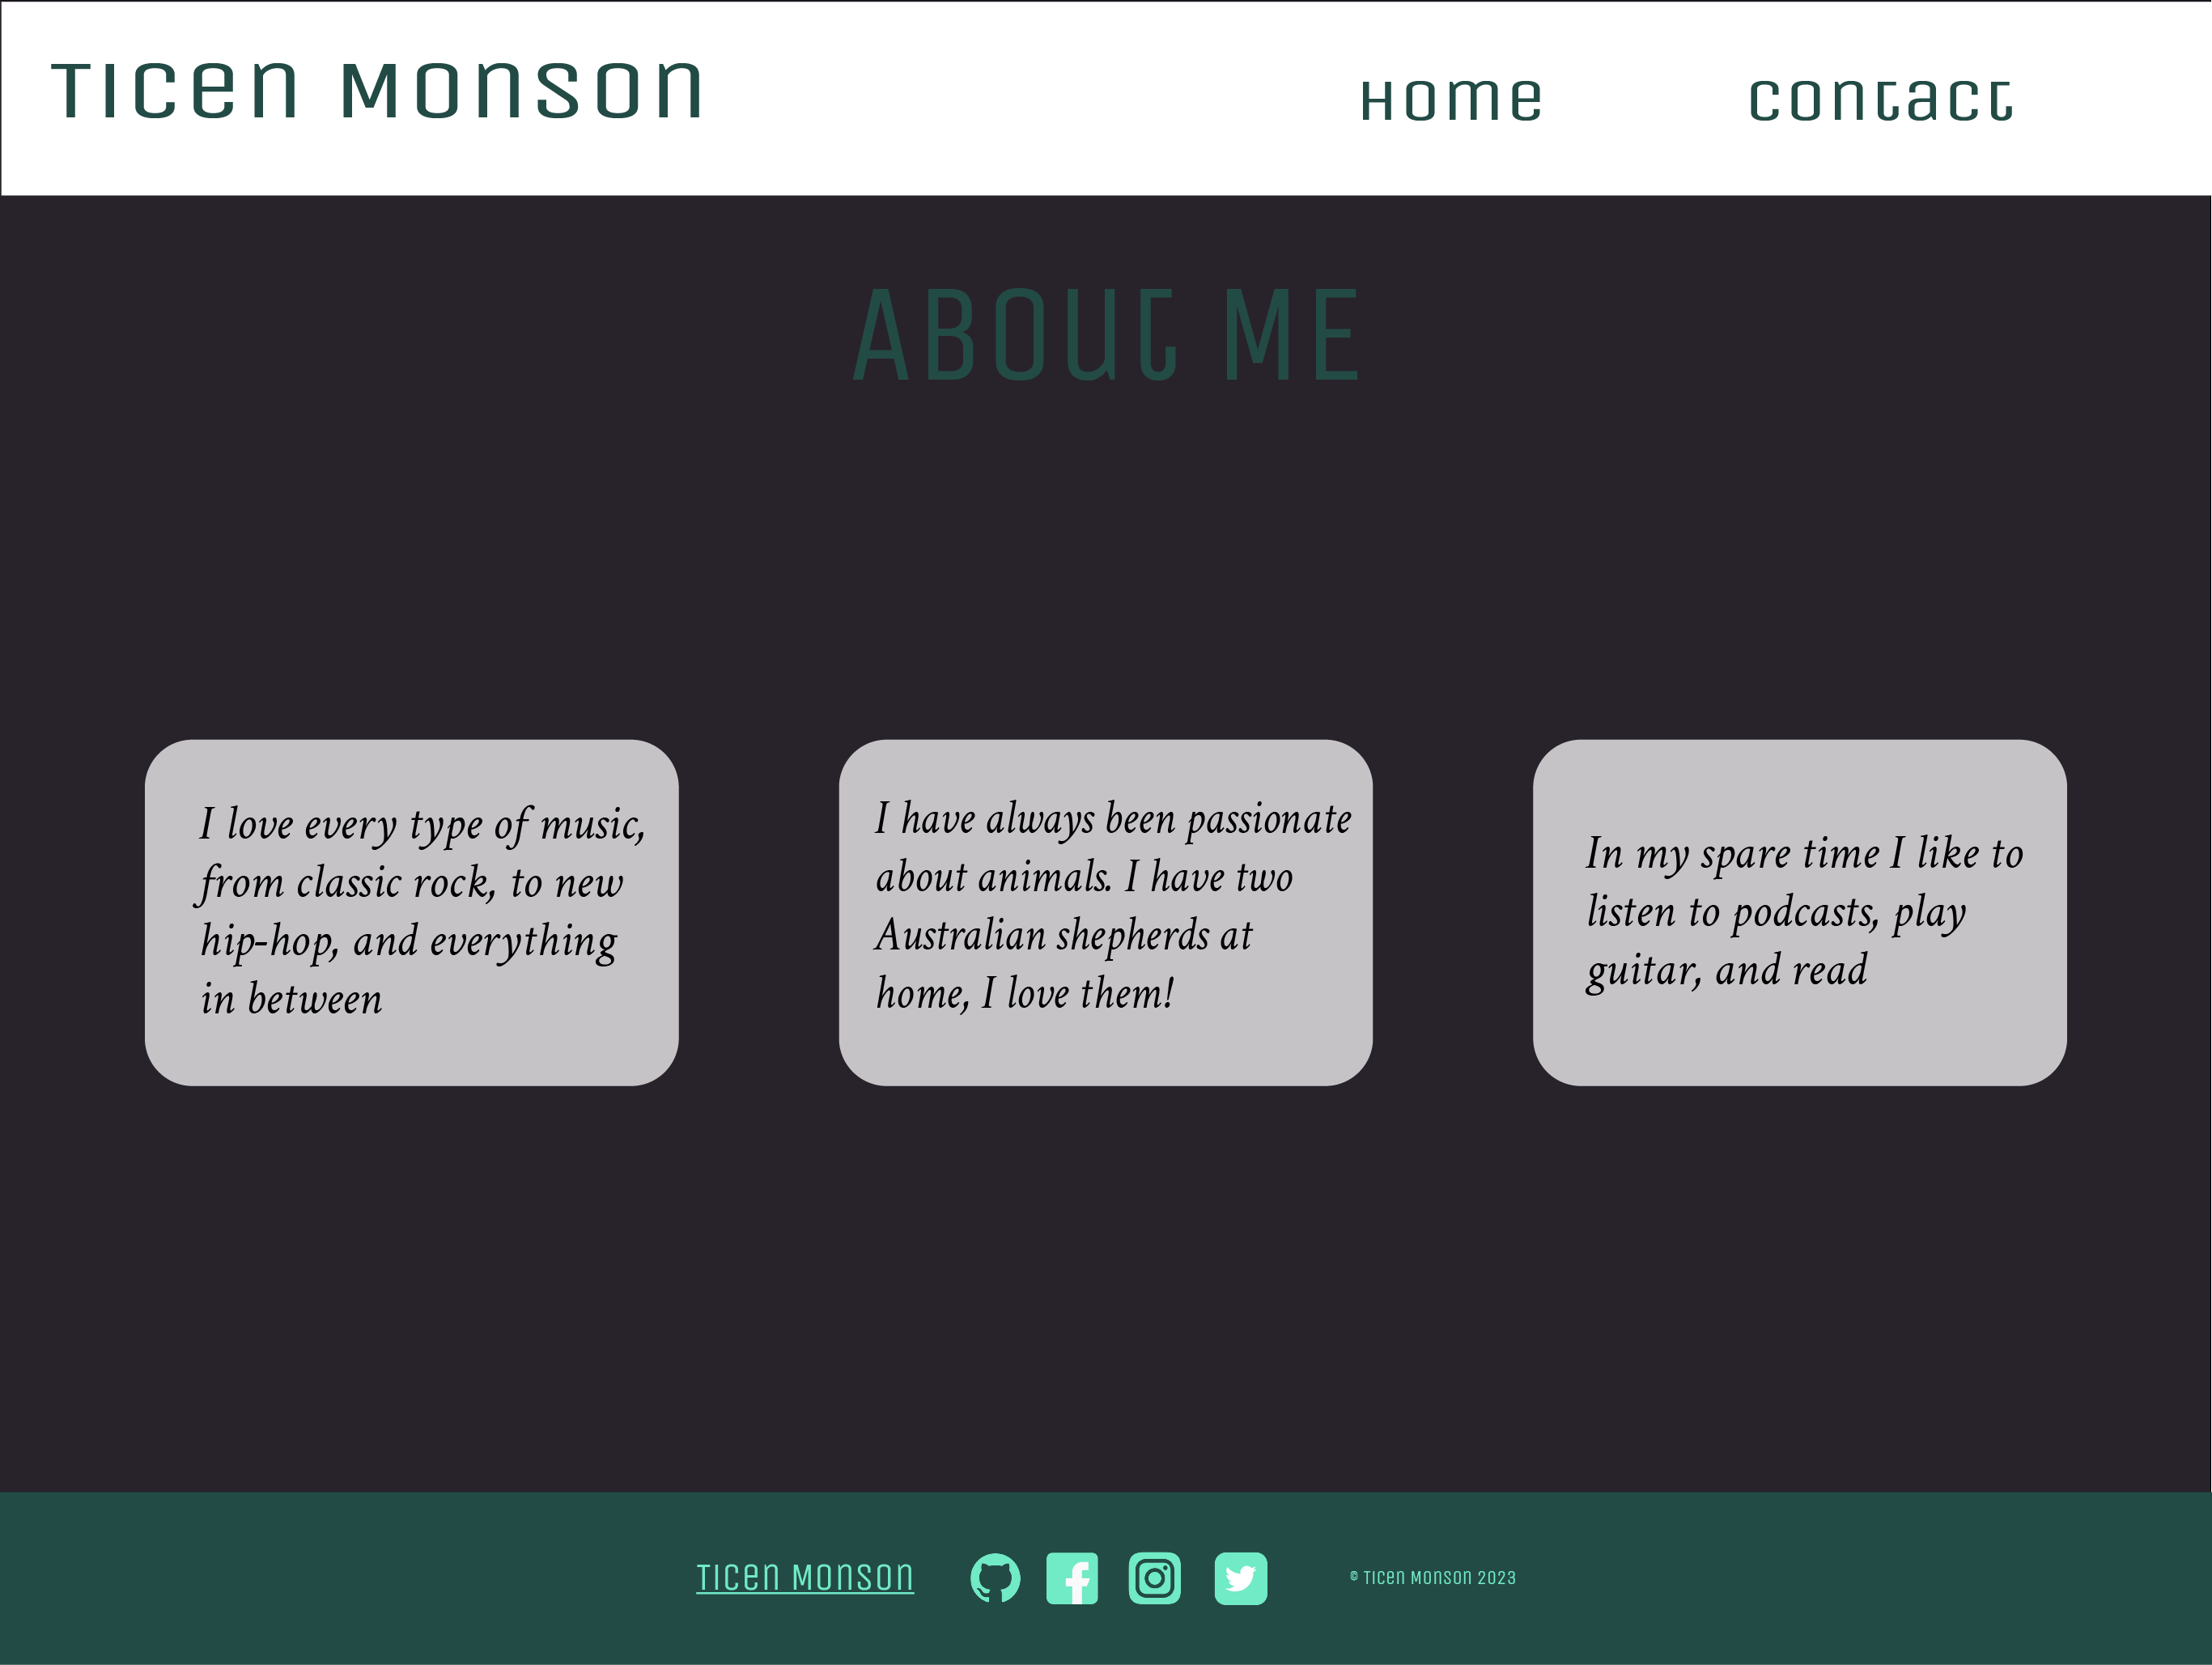 Ticen Monson
Home
Contact
ABOUT ME
I love every type of music,
from classic rock, to new
hip-hop, and everything
in between
I have always been passionate
about animals. I have two
Australian shepherds at
home, I love them!
In my spare time I like to
listen to podcasts, play
guitar, and read
Ticen Monson
© Ticen Monson 2023